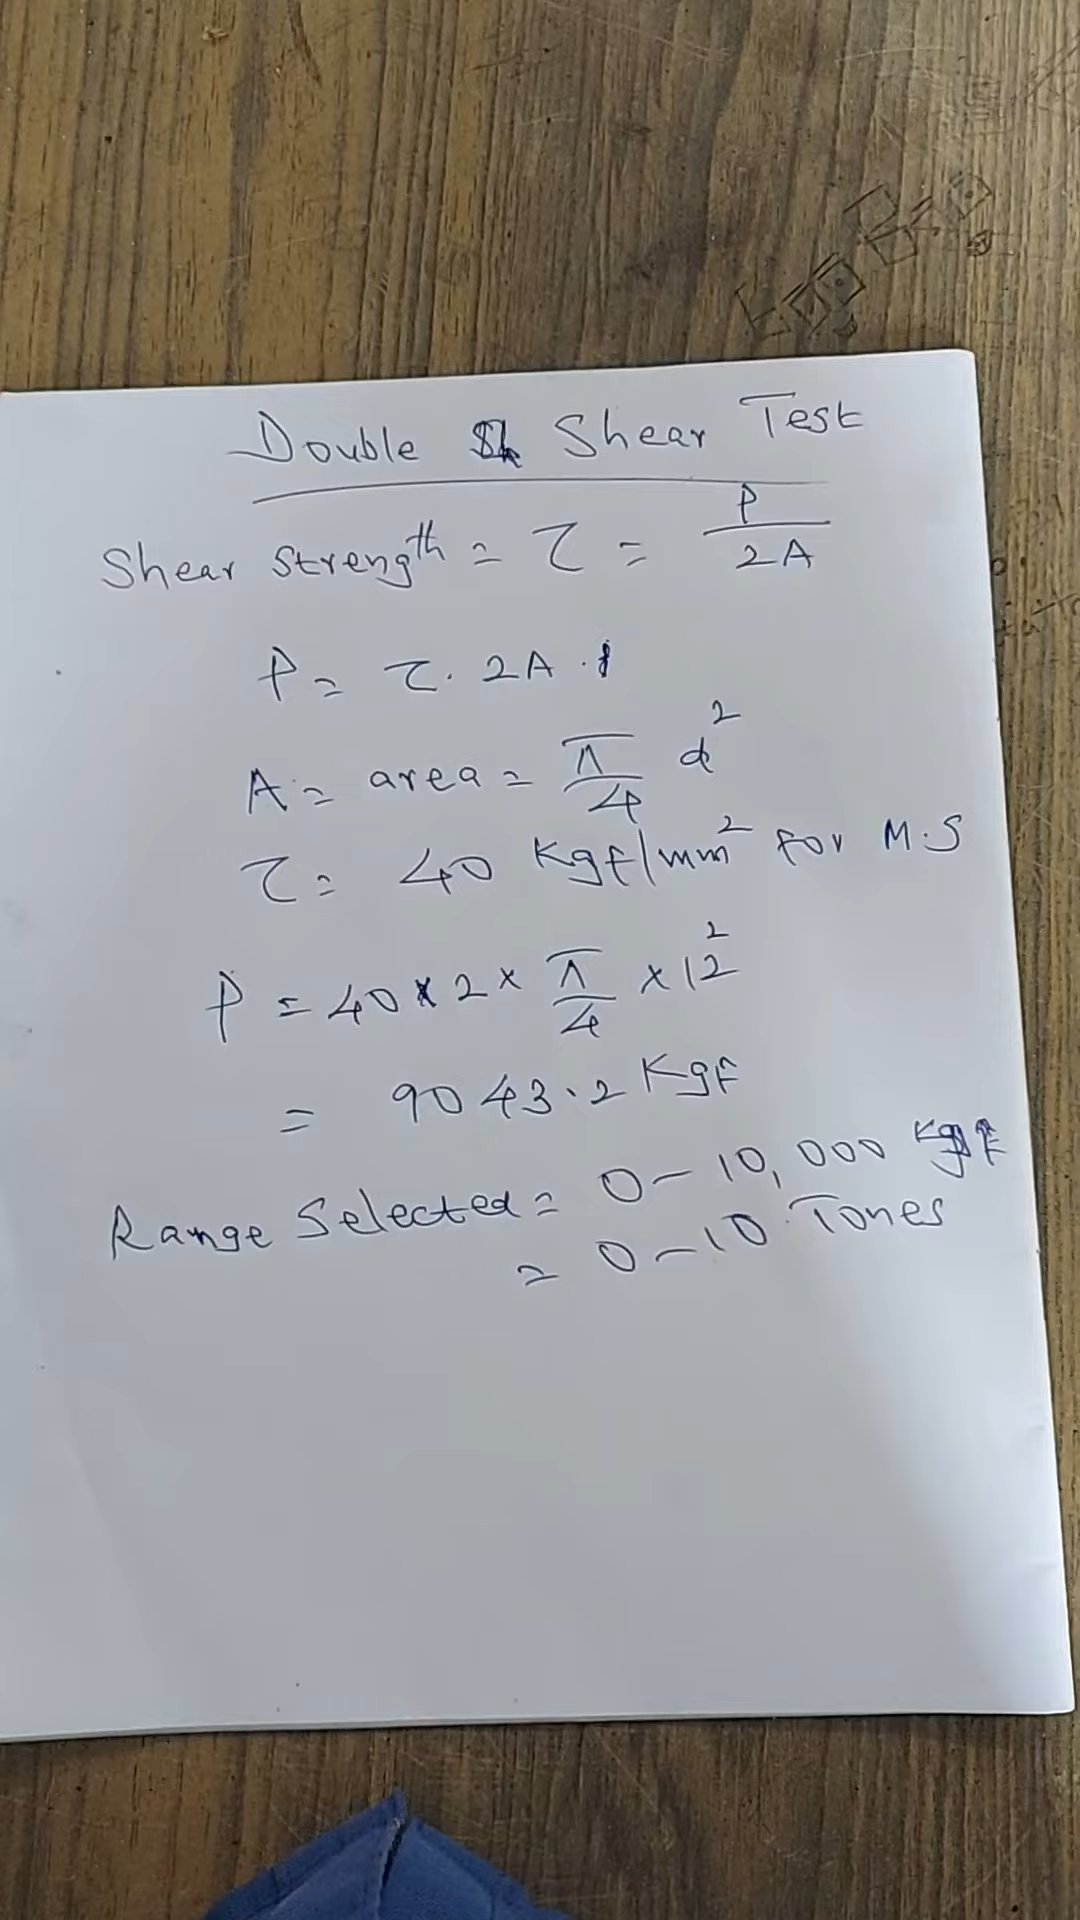 Double Shear Test
Shear Strength = τ = P / 2A
P = τ. 2A.
A = area = π/4 d²
τ = 40 Kgf/mm² for M.S
P = 40 x 2 x π/4 x 12²
= 9043.2 Kgf
Range Selected = 0 - 10,000 Kgf
= 0 - 10 Tones